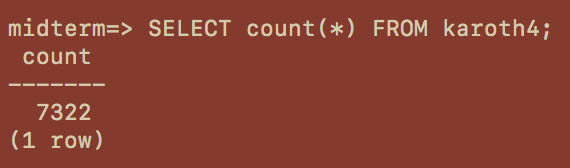 midterm=> SELECT count(*) FROM karoth4;
 count
-------
  7322
(1 row)